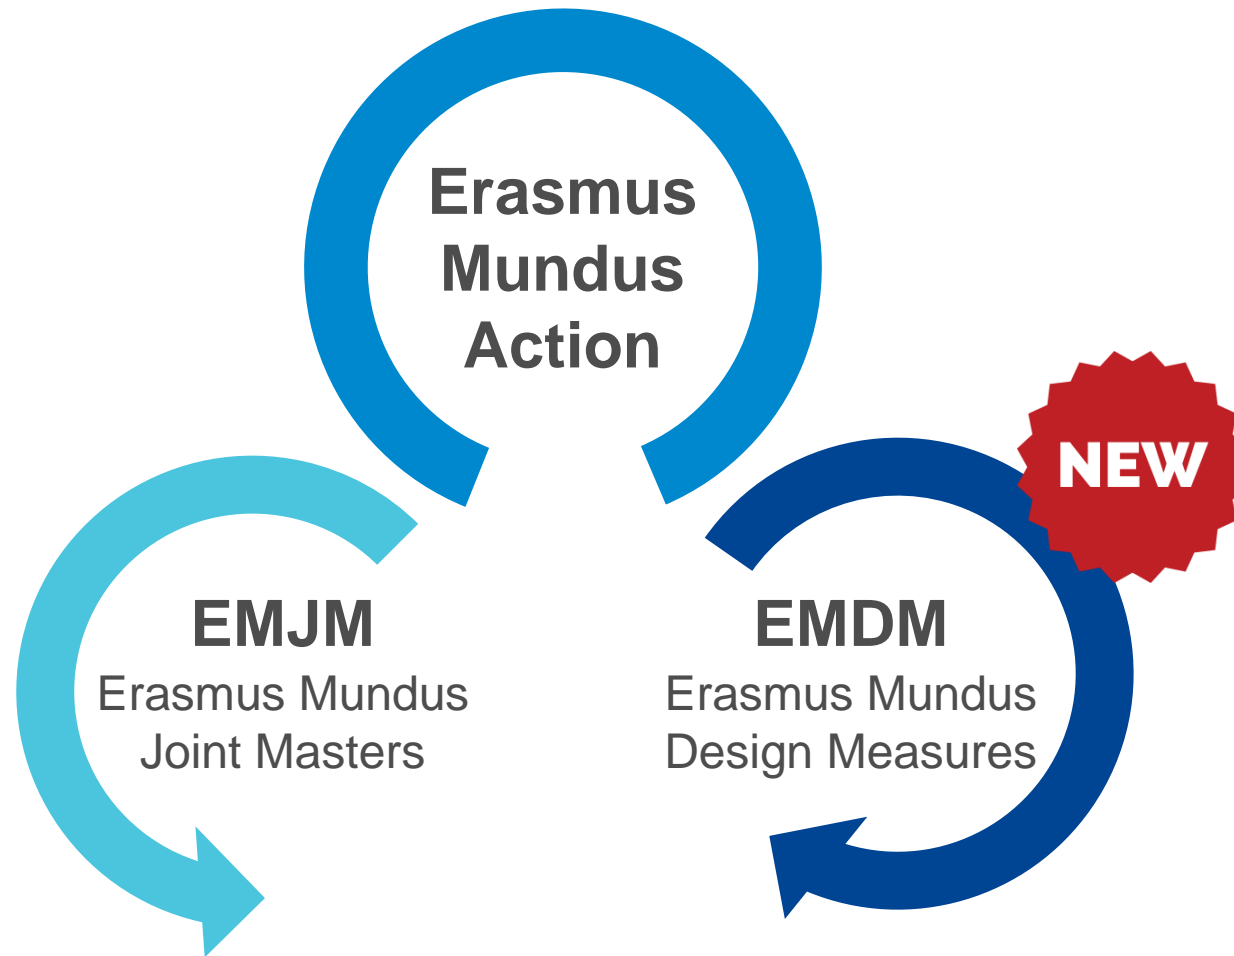 Erasmus
Mundus
Action
NEW
EMJM
Erasmus Mundus
Joint Masters
EMDM
Erasmus Mundus
Design Measures